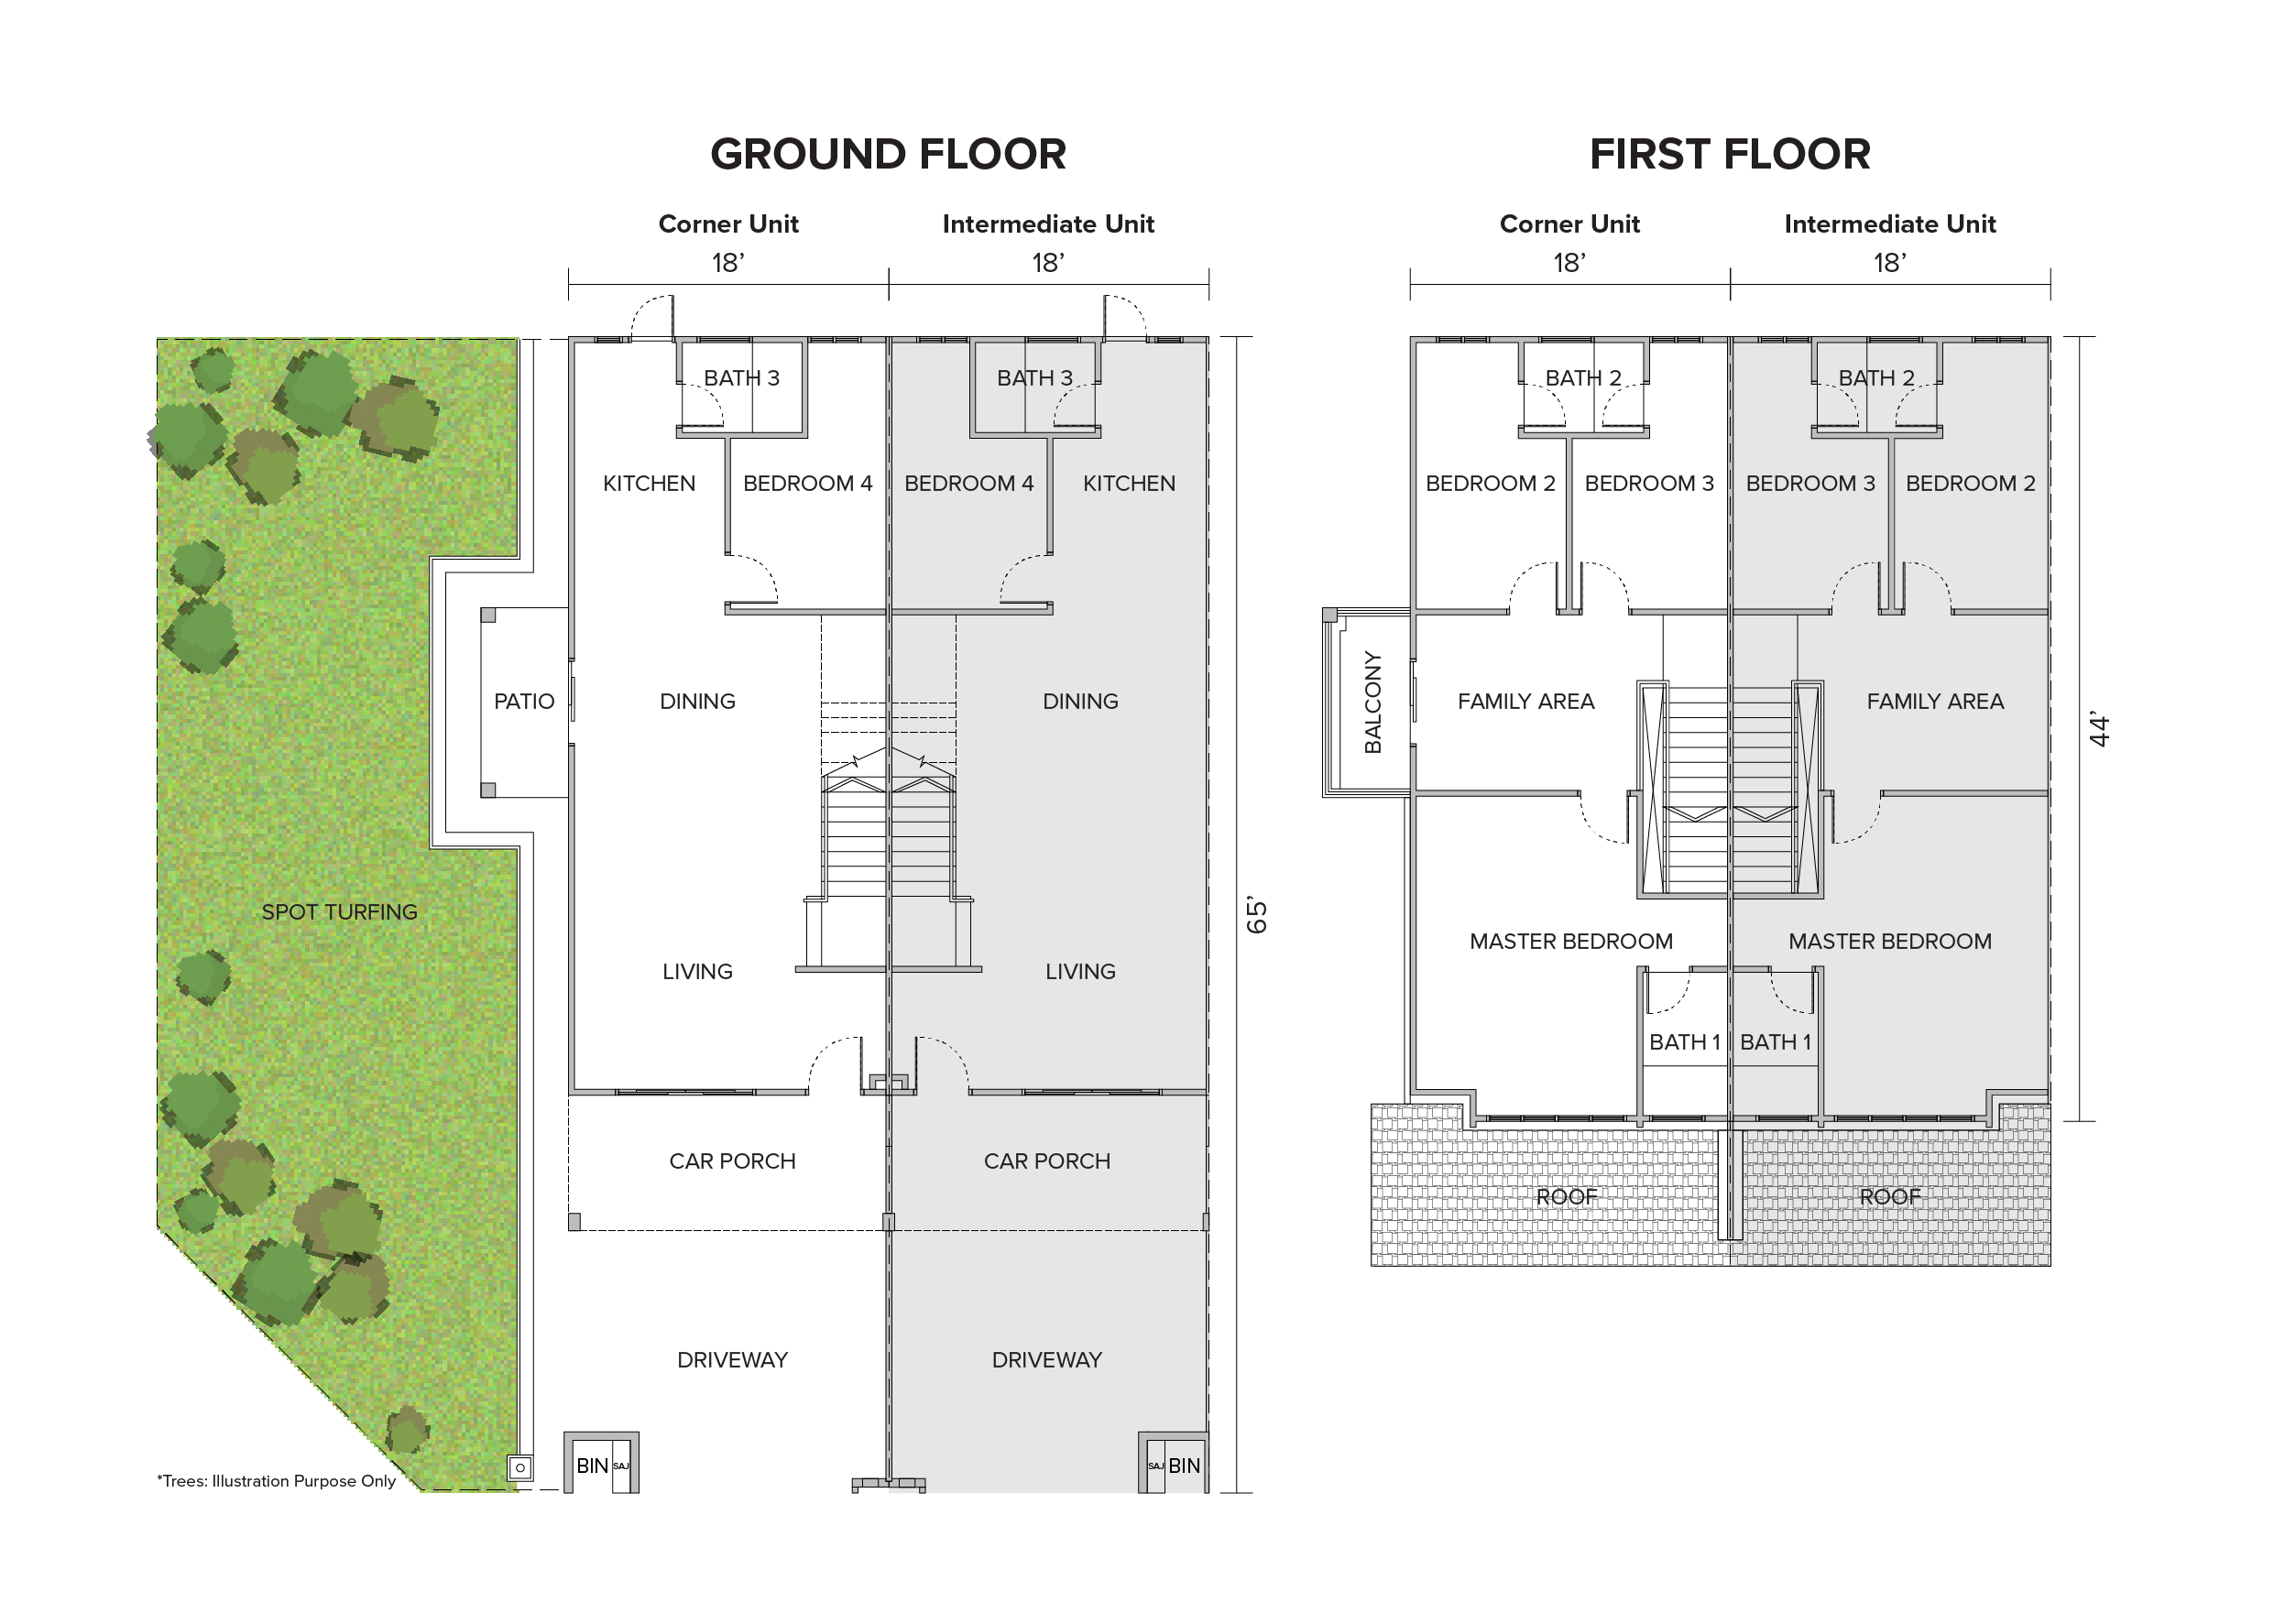 GROUND FLOOR
Corner Unit
Intermediate Unit
18’
18’
BATH 3
BATH 3
KITCHEN
BEDROOM 4
BEDROOM 4
KITCHEN
PATIO
DINING
DINING
SPOT TURFING
LIVING
LIVING
65’
CAR PORCH
CAR PORCH
DRIVEWAY
DRIVEWAY
BIN
SAJ
SAJ
BIN
*Trees: Illustration Purpose Only
FIRST FLOOR
Corner Unit
Intermediate Unit
18’
18’
BATH 2
BATH 2
BEDROOM 2
BEDROOM 3
BEDROOM 3
BEDROOM 2
BALCONY
FAMILY AREA
FAMILY AREA
44’
MASTER BEDROOM
MASTER BEDROOM
BATH 1
BATH 1
ROOF
ROOF